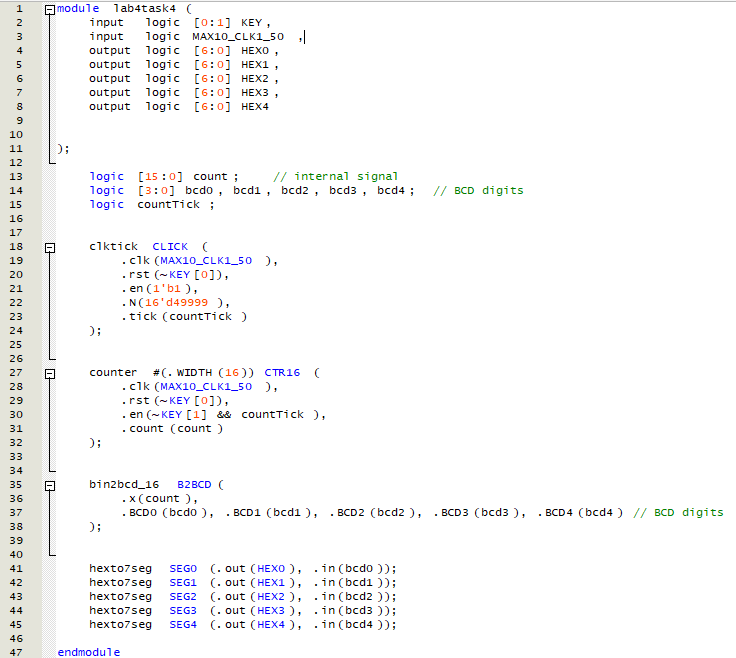 1 module lab4task4 (
2 input logic [0:1] KEY,
3 input logic MAX10_CLK1_50 ,
4 output logic [6:0] HEX0,
5 output logic [6:0] HEX1,
6 output logic [6:0] HEX2,
7 output logic [6:0] HEX3,
8 output logic [6:0] HEX4
9
10
11 );
12
13 logic [15:0] count; // internal signal
14 logic [3:0] bcd0, bcd1, bcd2, bcd3, bcd4; // BCD digits
15 logic countTick ;
16
17
18 clktick CLICK (
19 .clk(MAX10_CLK1_50 ),
20 .rst(~KEY[0]),
21 .en(1'b1),
22 .N(16'd49999 ),
23 .tick(countTick )
24 );
25
26
27 counter #(.WIDTH(16)) CTR16 (
28 .clk(MAX10_CLK1_50 ),
29 .rst(~KEY[0]),
30 .en(~KEY[1] && countTick ),
31 .count(count)
32 );
33
34
35 bin2bcd_16 B2BCD(
36 .x(count),
37 .BCD0(bcd0), .BCD1(bcd1), .BCD2(bcd2), .BCD3(bcd3), .BCD4(bcd4) // BCD digits
38 );
39
40
41 hexto7seg SEG0 (.out(HEX0), .in(bcd0));
42 hexto7seg SEG1 (.out(HEX1), .in(bcd1));
43 hexto7seg SEG2 (.out(HEX2), .in(bcd2));
44 hexto7seg SEG3 (.out(HEX3), .in(bcd3));
45 hexto7seg SEG4 (.out(HEX4), .in(bcd4));
46
47 endmodule